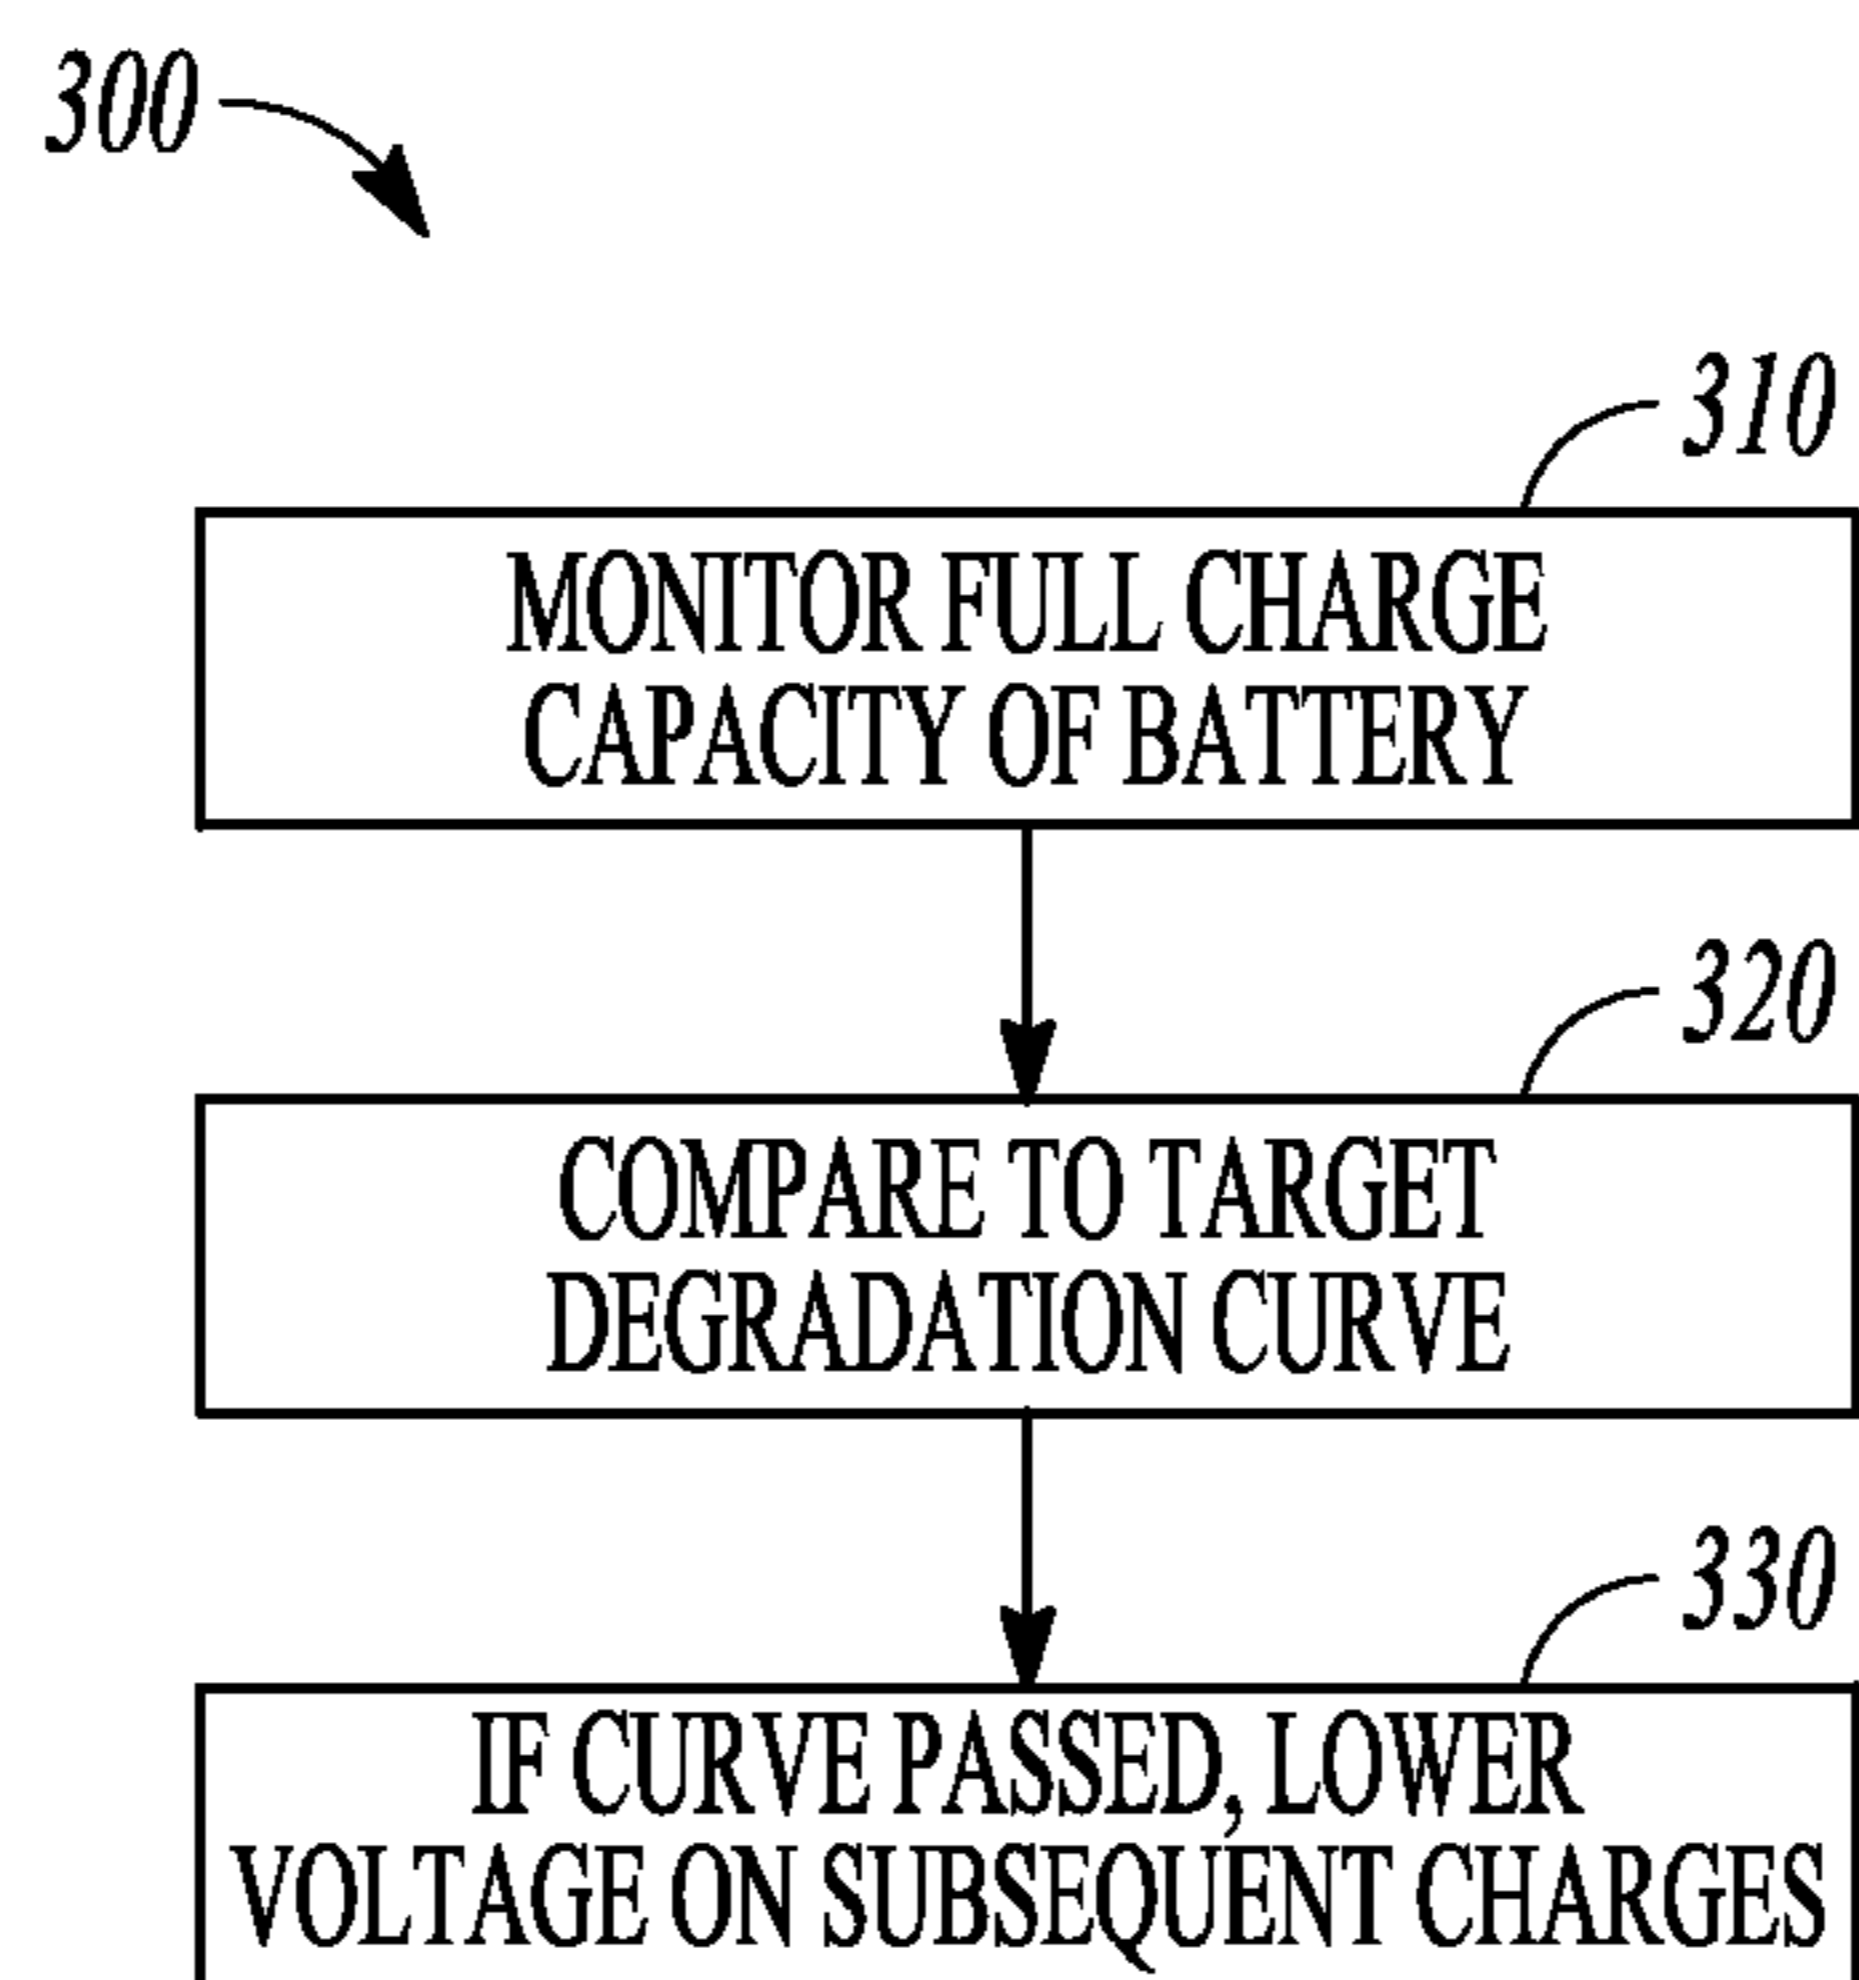 300
310
MONITOR FULL CHARGE
CAPACITY OF BATTERY
320
COMPARE TO TARGET
DEGRADATION CURVE
330
IF CURVE PASSED, LOWER
VOLTAGE ON SUBSEQUENT CHARGES